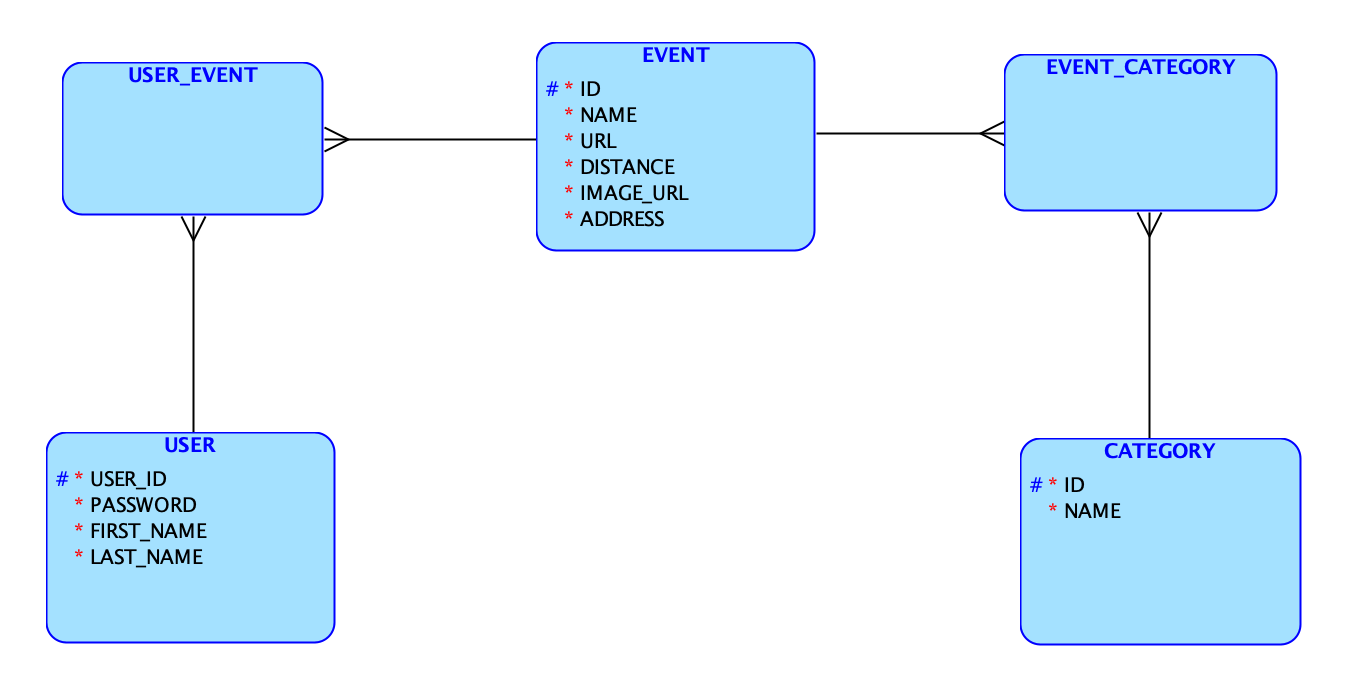 USER_EVENT
EVENT
# * ID
* NAME
* URL
* DISTANCE
* IMAGE_URL
* ADDRESS
EVENT_CATEGORY
USER
# * USER_ID
* PASSWORD
* FIRST_NAME
* LAST_NAME
CATEGORY
# * ID
* NAME